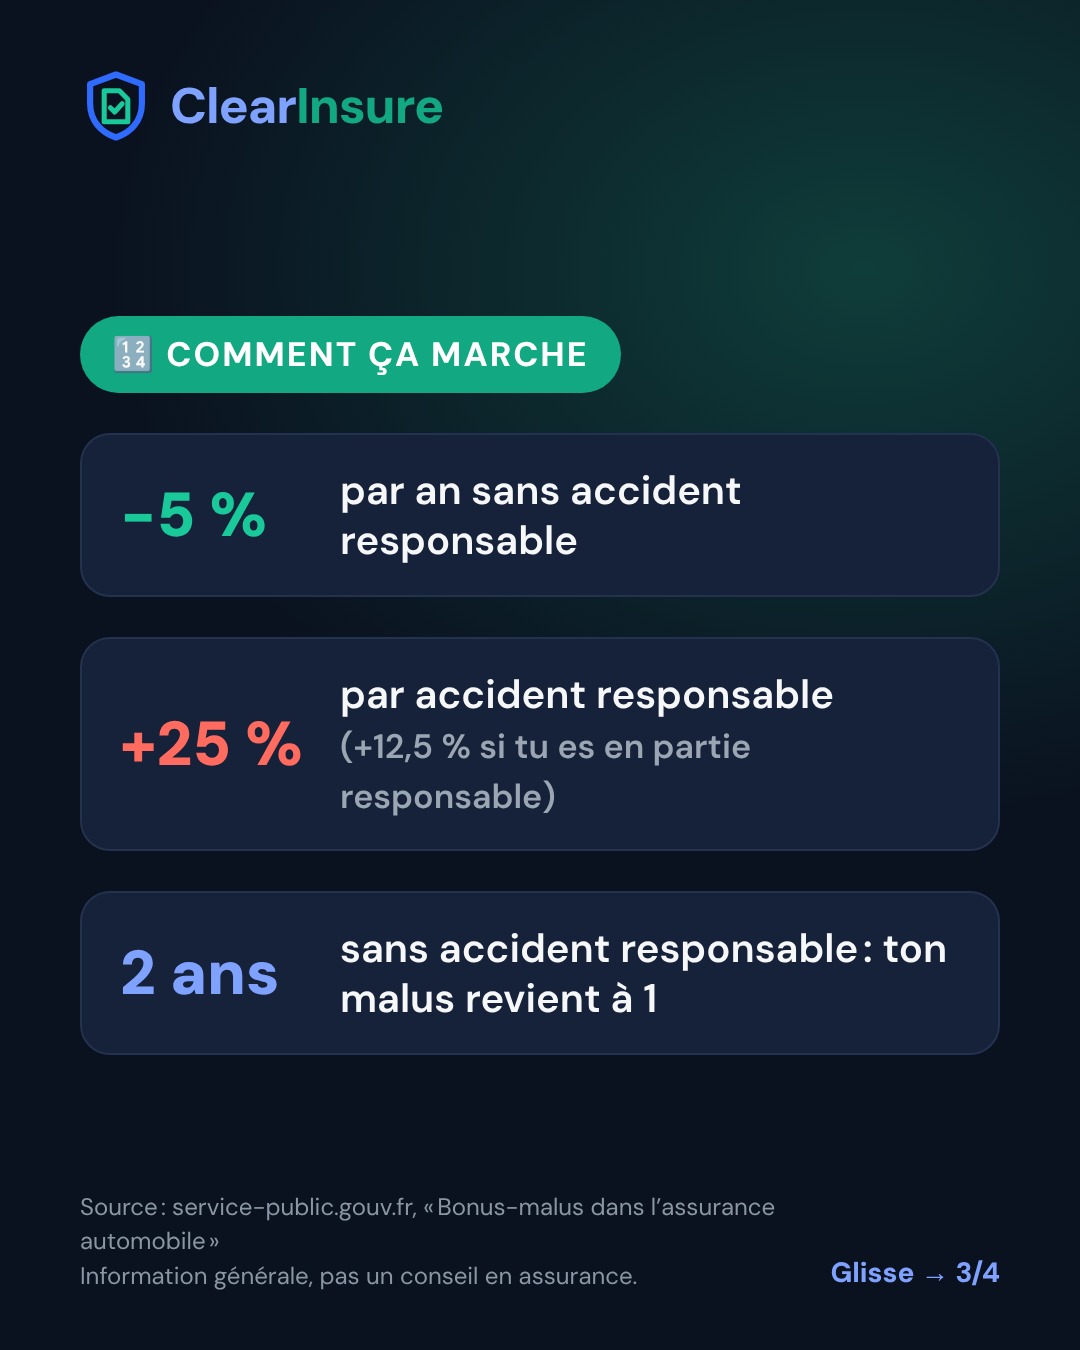 ClearInsure
🔢 COMMENT ÇA MARCHE
−5 %
par an sans accident
responsable
+25 %
par accident responsable
(+12,5 % si tu es en partie
responsable)
2 ans
sans accident responsable : ton
malus revient à 1
Source : service-public.gouv.fr, « Bonus-malus dans l’assurance
automobile »
Information générale, pas un conseil en assurance.
Glisse → 3/4